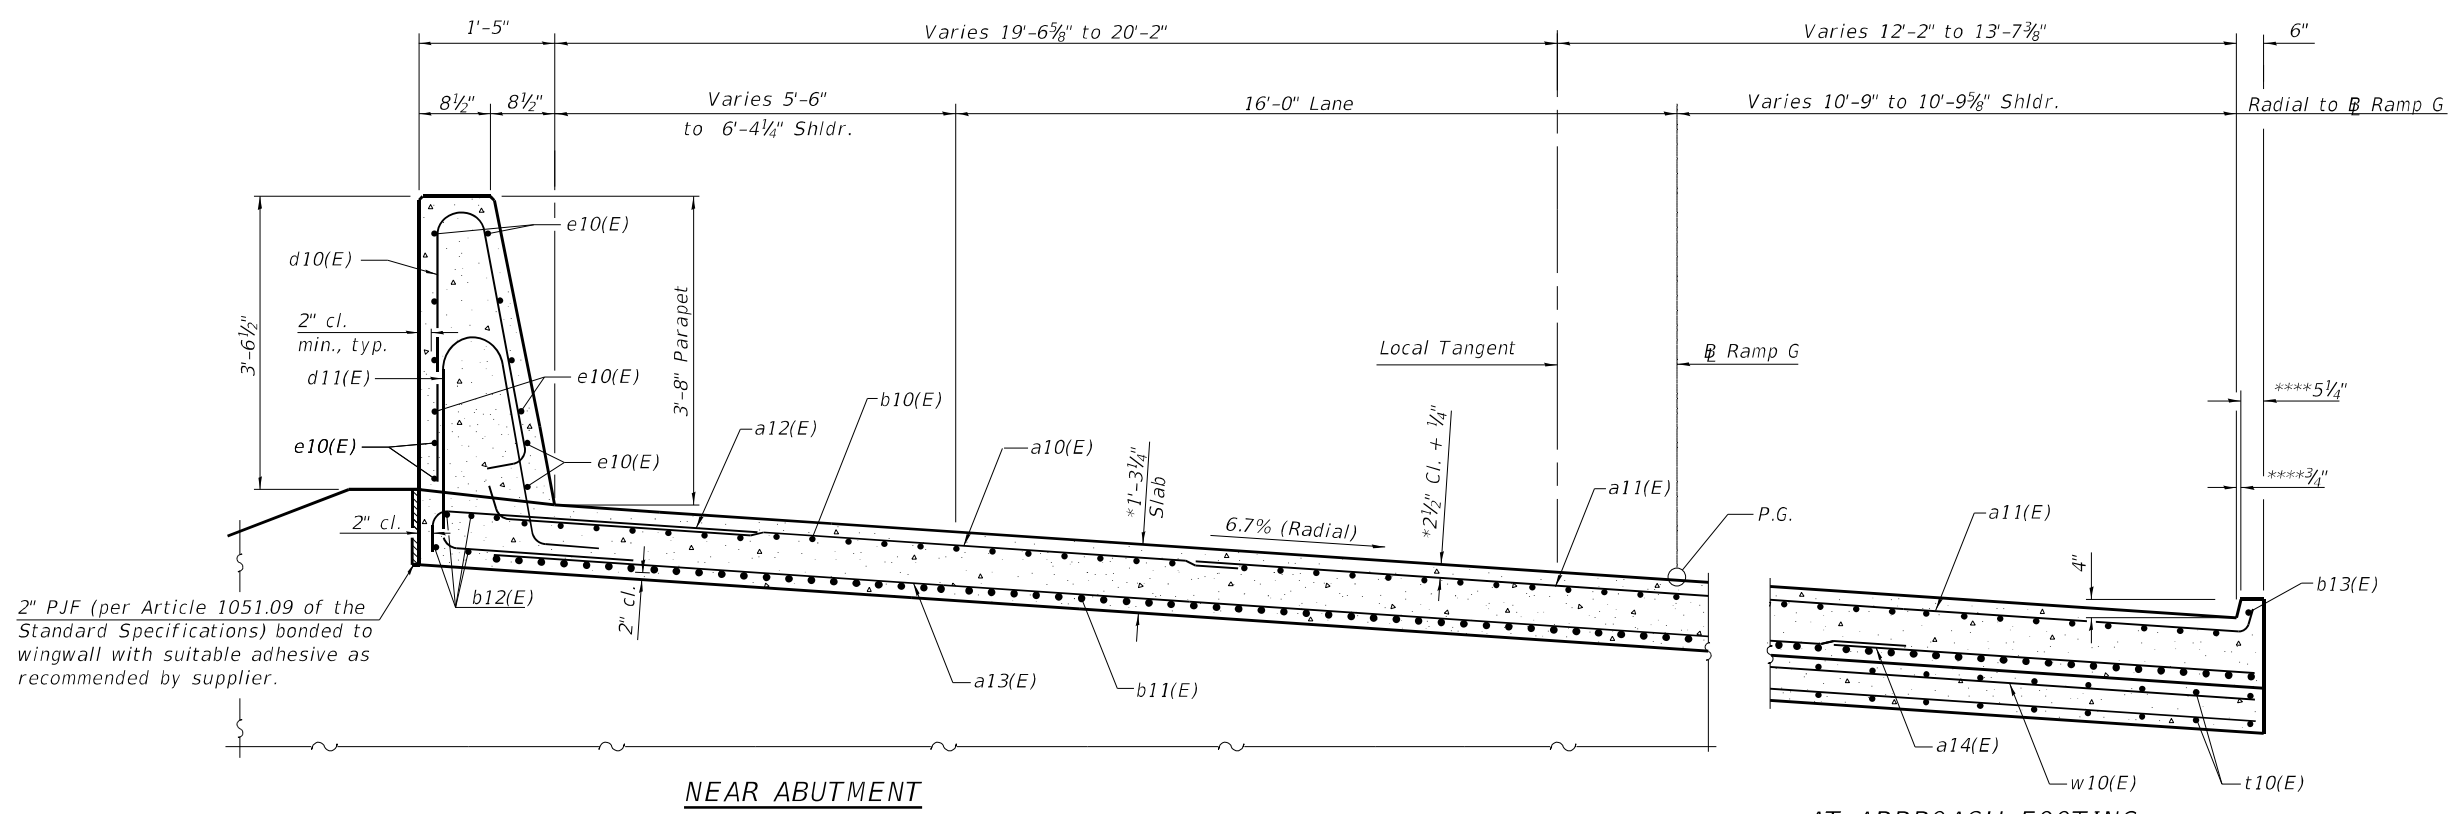 1'-5"
Varies 19'-6⅝" to 20'-2"
Varies 12'-2" to 13'-7⅜"
6"
8½"
8½"
Varies 5'-6"
to 6'-4¼" Shldr.
16'-0" Lane
Varies 10'-9" to 10'-9⅝" Shldr.
Radial to ℄ Ramp G
e10(E)
d10(E)
2" cl.
min., typ.
3'-6½"
3'-8" Parapet
d11(E)
e10(E)
e10(E)
e10(E)
Local Tangent
Ramp G
****5¼"
****¾"
a12(E)
b10(E)
a10(E)
*1'-3¼"
Slab
*2½" Cl. + ¼"
a11(E)
6.7% (Radial)
P.G.
a11(E)
4"
b13(E)
2" cl.
b12(E)
2" cl.
2" PJF (per Article 1051.09 of the
Standard Specifications) bonded to
wingwall with suitable adhesive as
recommended by supplier.
a13(E)
b11(E)
a14(E)
w10(E)
t10(E)
NEAR ABUTMENT
AT APPROACH FOOTING